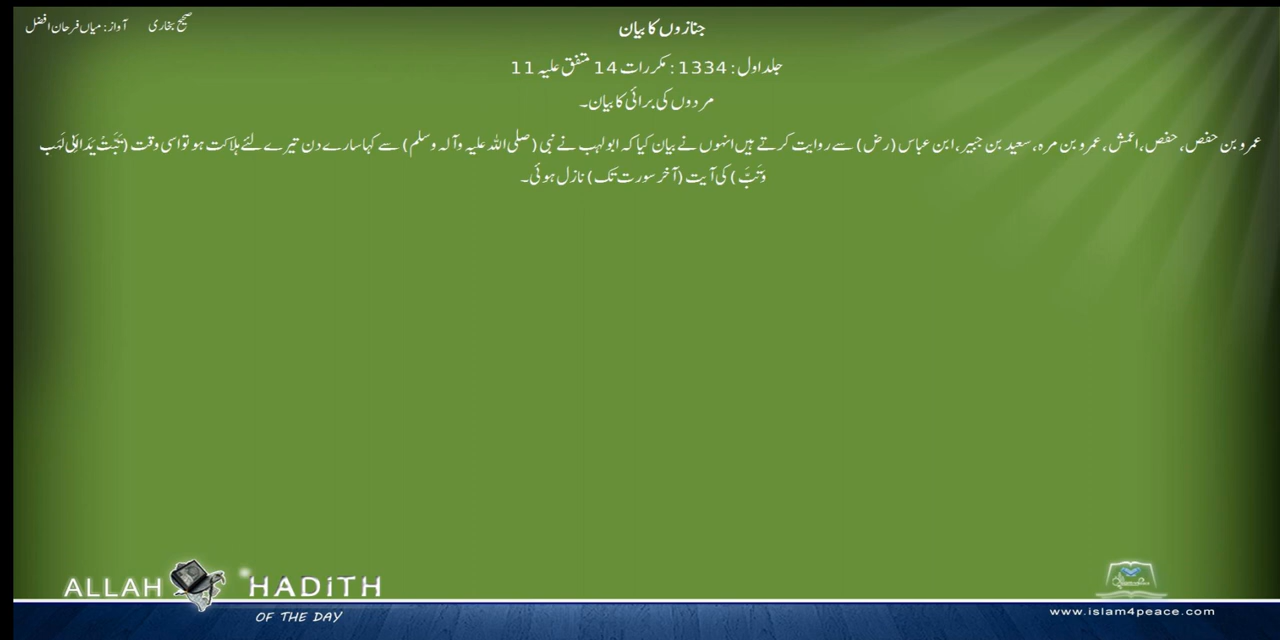 صحیح بخاری
آواز: میاں فرحان افضل
جنازوں کا بیان
جلد اول : 1334 : مکررات 14 متفق علیہ 11
مردوں کی برائی کا بیان۔
عمرو بن حفص، حفص، اعمش، عمرو بن مرہ، سعید بن جبیر، ابن عباس (رض) سے روایت کرتے ہیں انہوں نے بیان کیا کہ ابولہب نے نبی (صلی اللہ علیہ وآلہ وسلم) سے کہا سارے دن تیرے لئے ہلاکت ہو تو اسی وقت (تَبَّتْ يَدَا اَبِيْ لَهَب
وَتَبَّ ) کی آیت (آخر سورت تک) نازل ہوئی۔
ALLAH HADITH
OF THE DAY
www.islam4peace.com